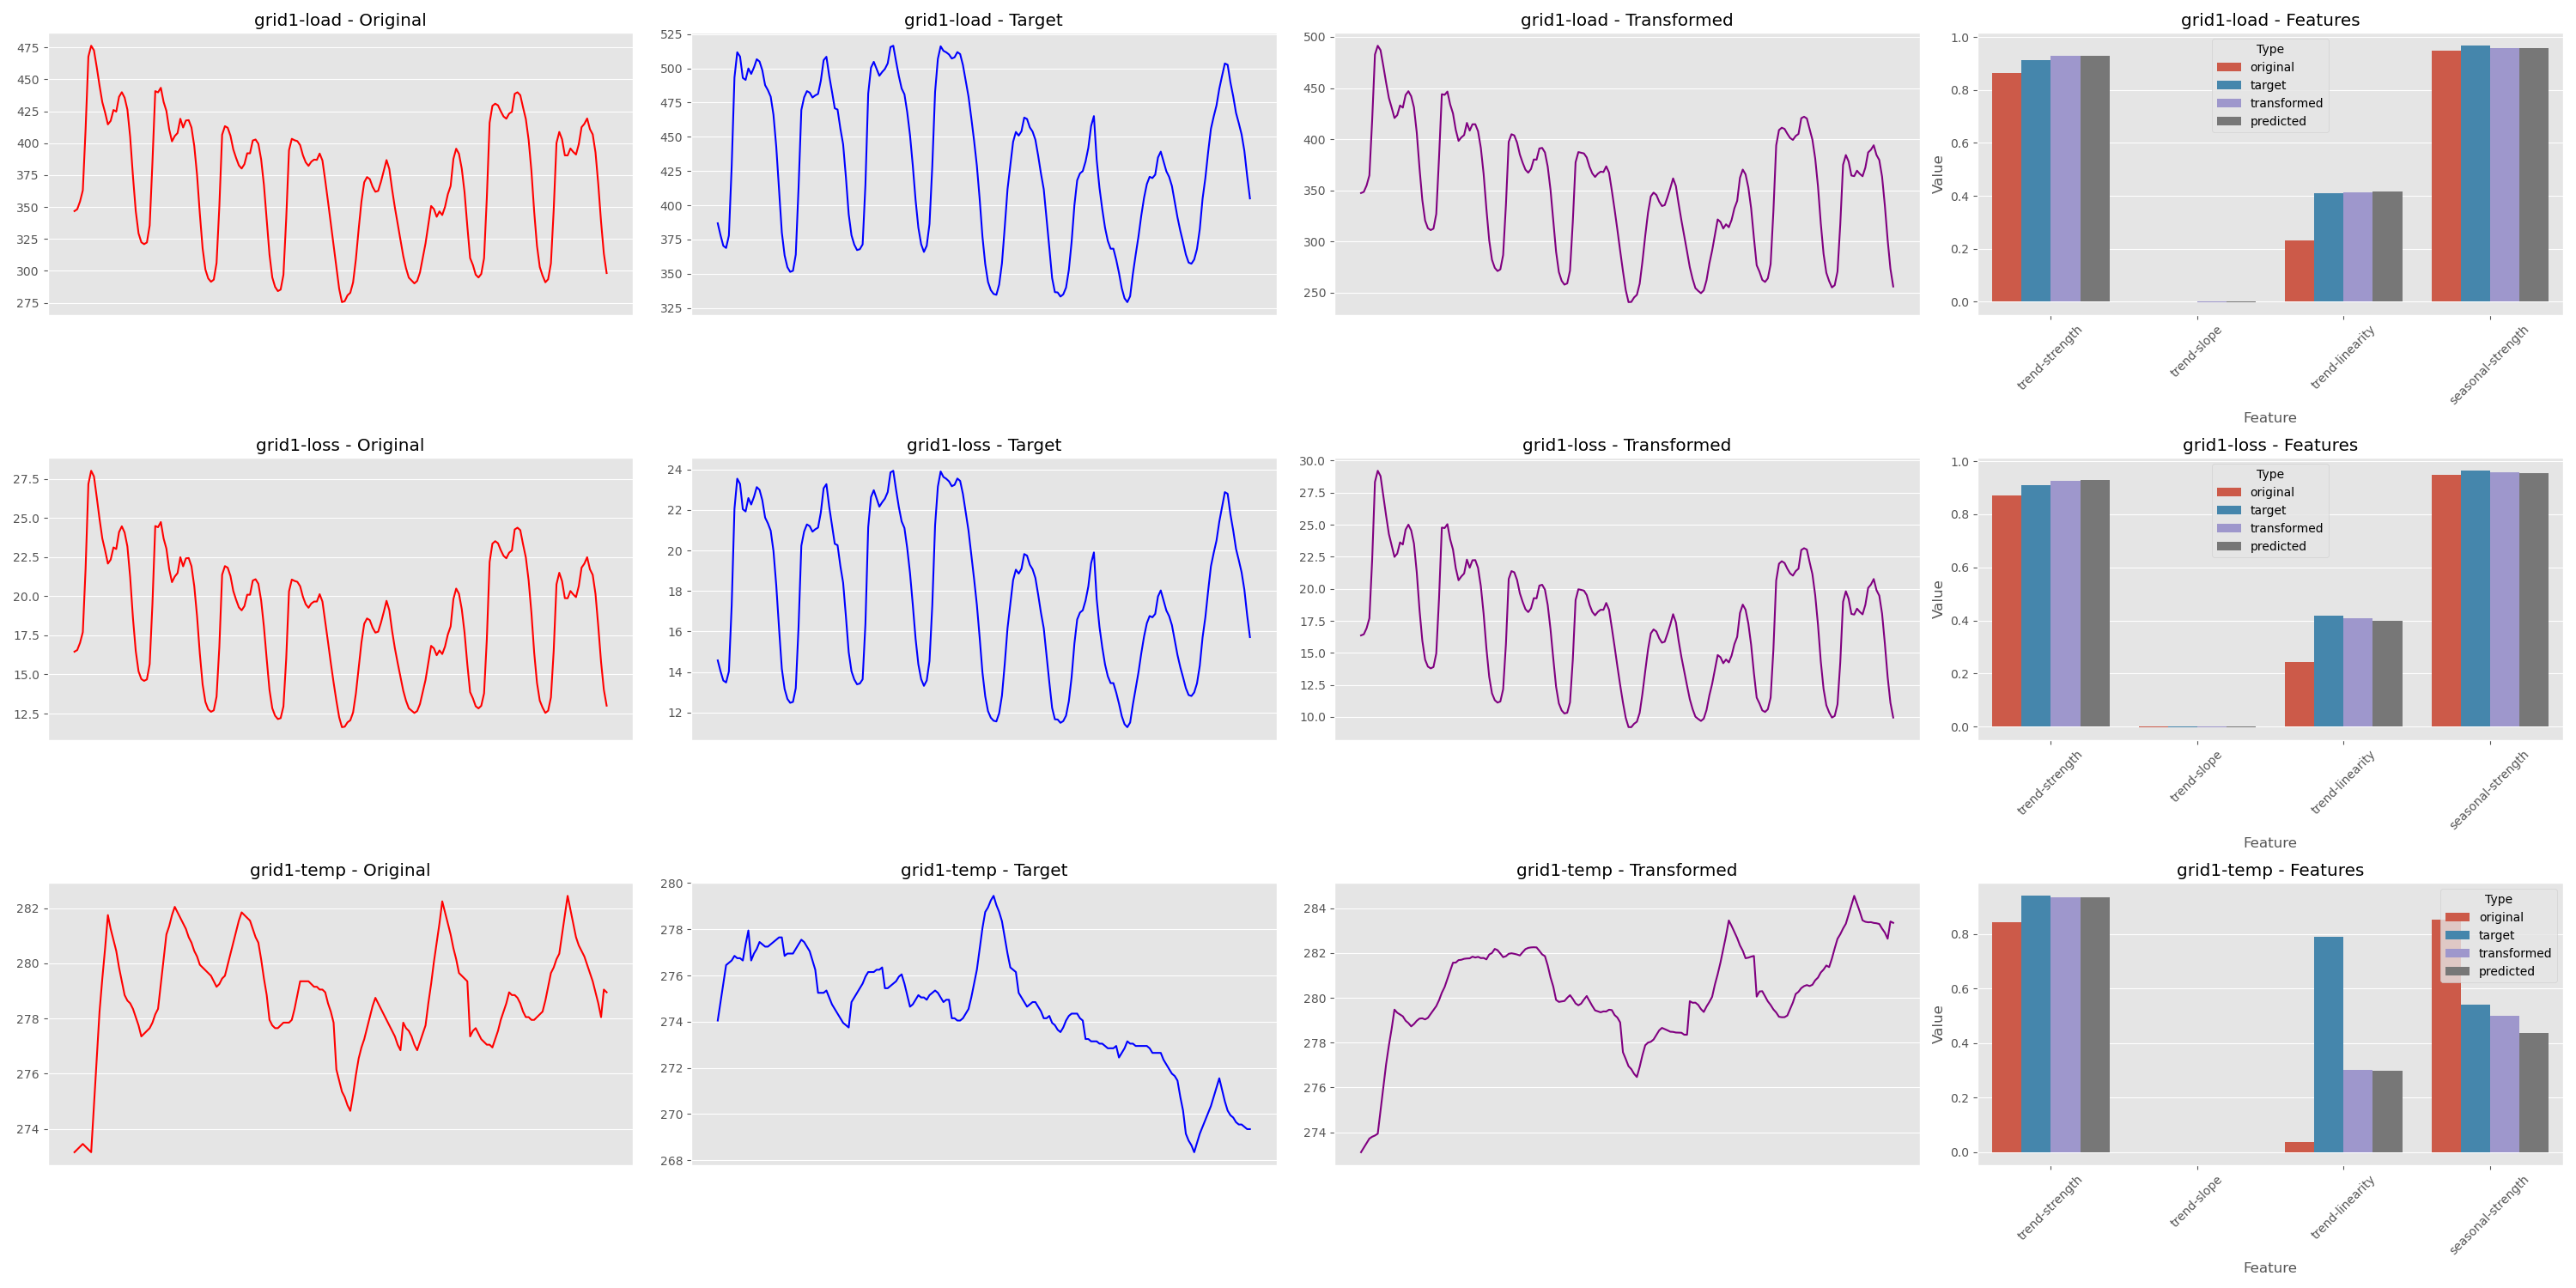 grid1-load - Original
475
450
425
400
375
350
325
300
275
grid1-load - Target
525
500
475
450
425
400
375
350
325
grid1-load - Transformed
500
450
400
350
300
250
grid1-load - Features
Value
1.0
0.8
0.6
0.4
0.2
0.0
Type
original
target
transformed
predicted
trend-strength
trend-slope
trend-linearity
seasonal-strength
Feature
grid1-loss - Original
27.5
25.0
22.5
20.0
17.5
15.0
12.5
grid1-loss - Target
24
22
20
18
16
14
12
grid1-loss - Transformed
30.0
27.5
25.0
22.5
20.0
17.5
15.0
12.5
10.0
grid1-loss - Features
Value
1.0
0.8
0.6
0.4
0.2
0.0
Type
original
target
transformed
predicted
trend-strength
trend-slope
trend-linearity
seasonal-strength
Feature
grid1-temp - Original
282
280
278
276
274
grid1-temp - Target
280
278
276
274
272
270
268
grid1-temp - Transformed
284
282
280
278
276
274
grid1-temp - Features
Value
0.8
0.6
0.4
0.2
0.0
Type
original
target
transformed
predicted
trend-strength
trend-slope
trend-linearity
seasonal-strength
Feature